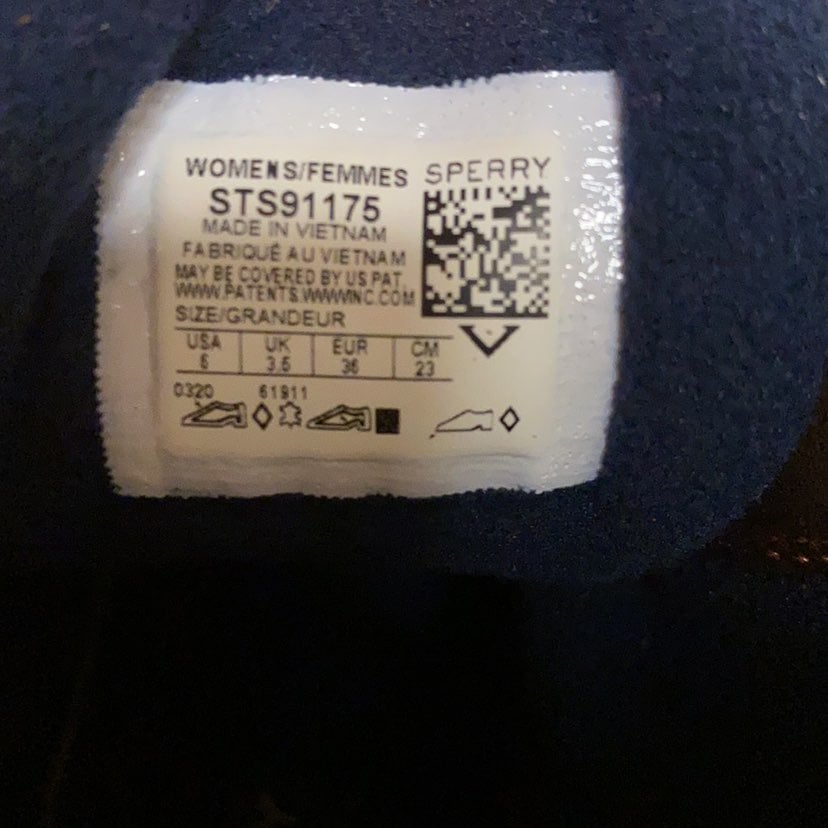 WOMENS/FEMMES
SPERRY
STS91175
MADE IN VIETNAM
FABRIQUÉ AU VIETNAM
MAY BE COVERED BY US PAT.
WWW.PATENTS.WWWINC.COM
SIZE/GRANDEUR
USA UK EUR CM
6 3.5 36 23
0320 61911